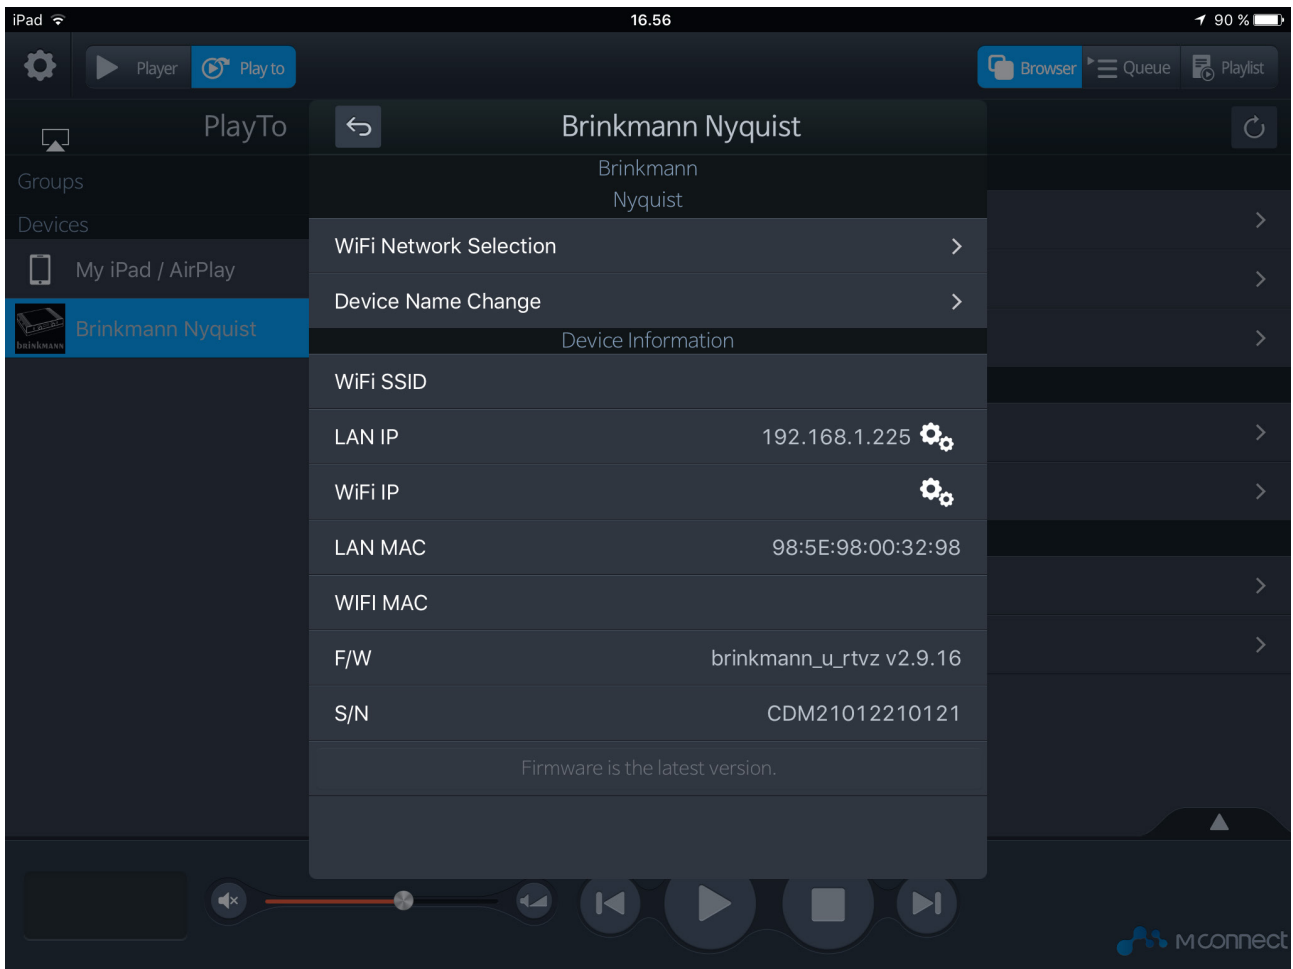 iPad 16.56 90 %
Player Play to Browser Queue Playlist
PlayTo Brinkmann Nyquist
Groups
Devices
My iPad / AirPlay
Brinkmann Nyquist
brinkmann
Brinkmann
Nyquist
WiFi Network Selection
Device Name Change
Device Information
WiFi SSID
LAN IP 192.168.1.225
WiFi IP
LAN MAC 98:5E:98:00:32:98
WIFI MAC
F/W brinkmann_u_rtvz v2.9.16
S/N CDM21012210121
Firmware is the latest version.
Mconnect